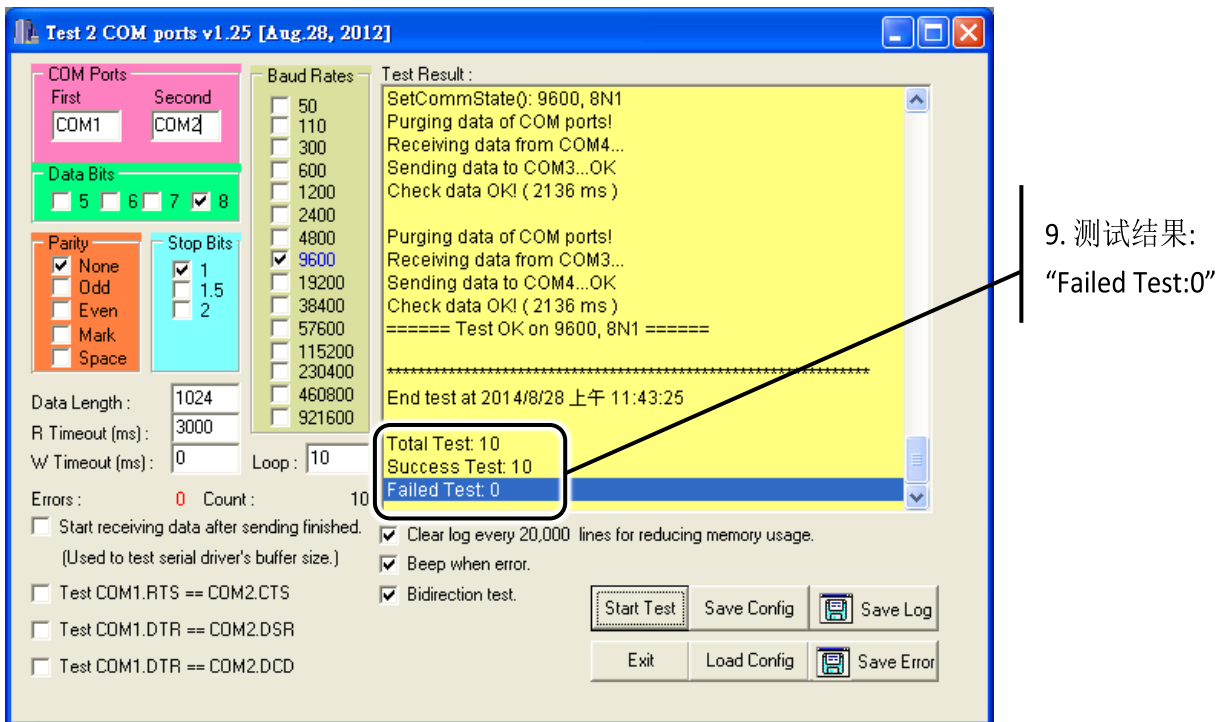 Test 2 COM ports v1.25 [Aug.28, 2012]
COM Ports
First Second
COM1 COM2
Data Bits
5 6 7 8
Parity
None
Odd
Even
Mark
Space
Stop Bits
1
1.5
2
Baud Rates
50
110
300
600
1200
2400
4800
9600
19200
38400
57600
115200
230400
460800
921600
Data Length : 1024
R Timeout (ms) : 3000
W Timeout (ms) : 0
Loop : 10
Errors : 0 Count : 10
Start receiving data after sending finished.
(Used to test serial driver's buffer size.)
Test COM1.RTS == COM2.CTS
Test COM1.DTR == COM2.DSR
Test COM1.DTR == COM2.DCD
Test Result :
SetCommState(): 9600, 8N1
Purging data of COM ports!
Receiving data from COM4...
Sending data to COM3...OK
Check data OK! ( 2136 ms )
Purging data of COM ports!
Receiving data from COM3...
Sending data to COM4...OK
Check data OK! ( 2136 ms )
====== Test OK on 9600, 8N1 ======
**********************************************************************
End test at 2014/8/28 上午 11:43:25
Total Test: 10
Success Test: 10
Failed Test: 0
Clear log every 20,000 lines for reducing memory usage.
Beep when error.
Bidirection test.
Start Test Save Config Save Log
Exit Load Config Save Error
9. 测试结果:
“Failed Test:0”